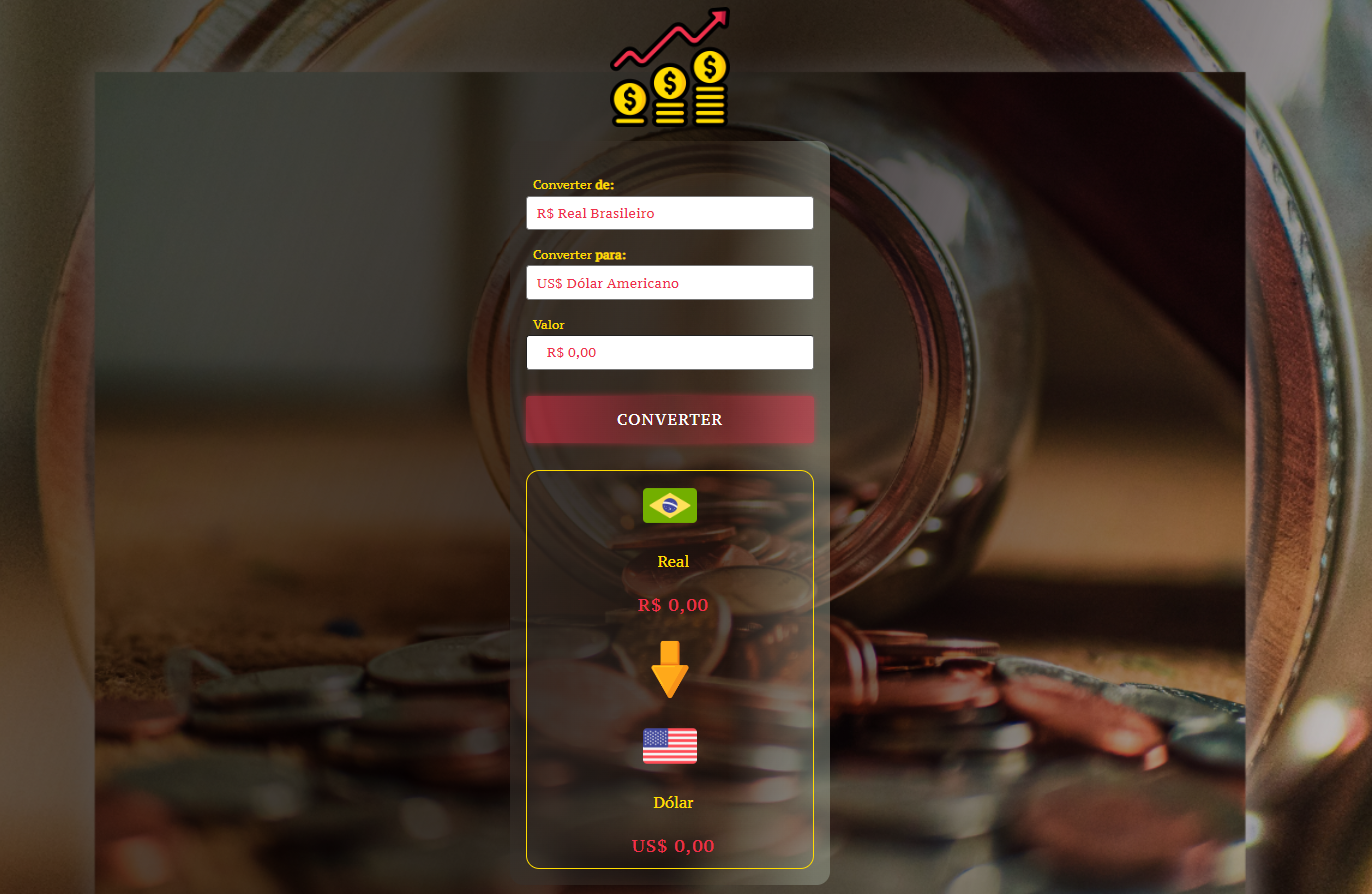 Converter de:
R$ Real Brasileiro
Converter para:
US$ Dólar Americano
Valor
R$ 0,00
CONVERTER
Real
R$ 0,00
Dólar
US$ 0,00